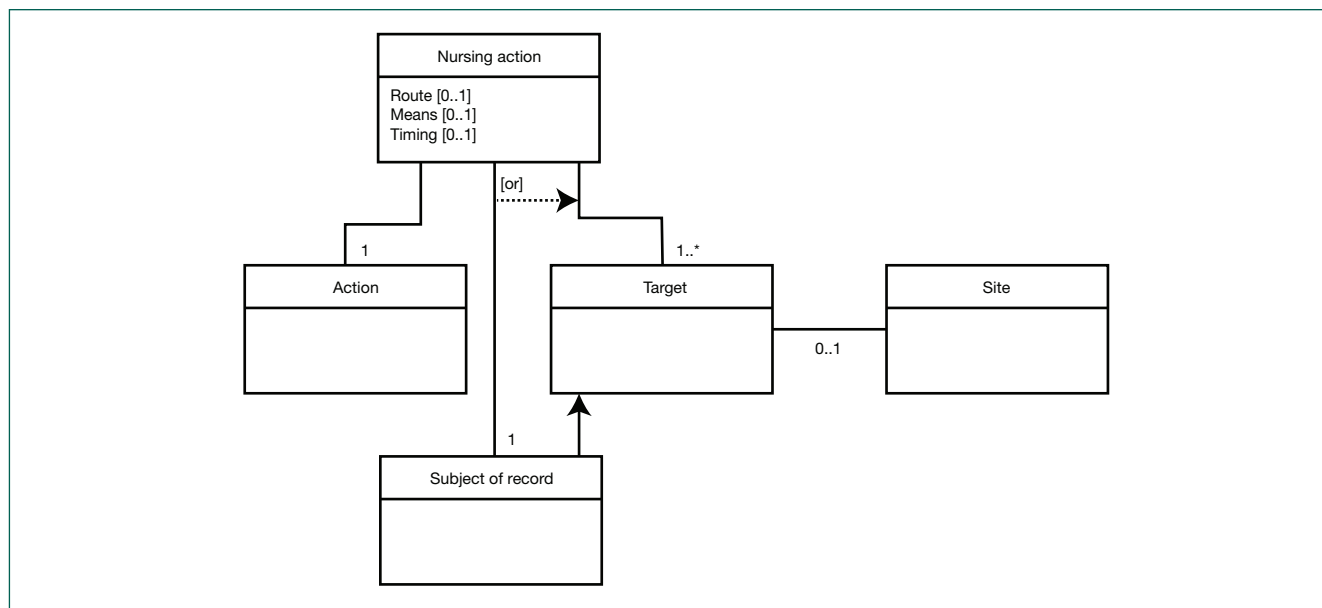 Nursing action
Route [0..1]
Means [0..1]
Timing [0..1]
[or]
1
1..*
Action
Target
Site
0..1
1
Subject of record